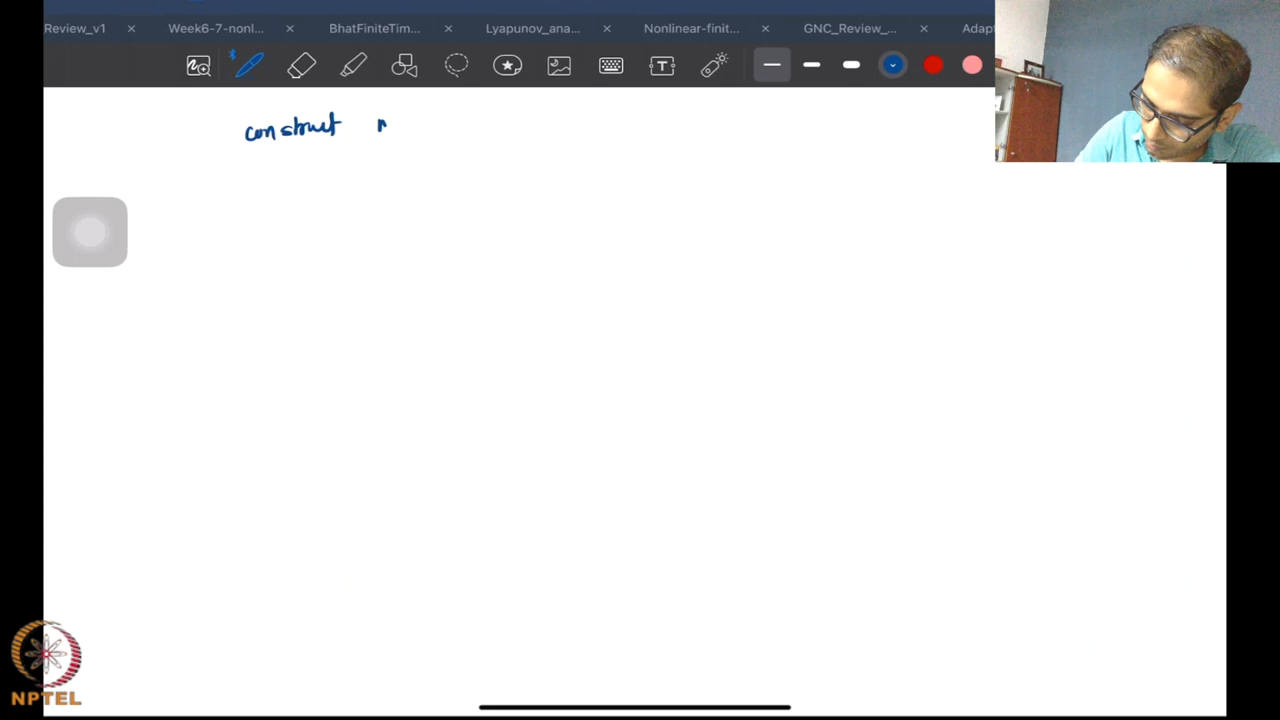 Review_v1 × Week6-7-nonl... × BhatFiniteTim... × Lyapunov_ana... × Nonlinear-finit... × GNC_Review_... × Adap
T
construct
NPTEL